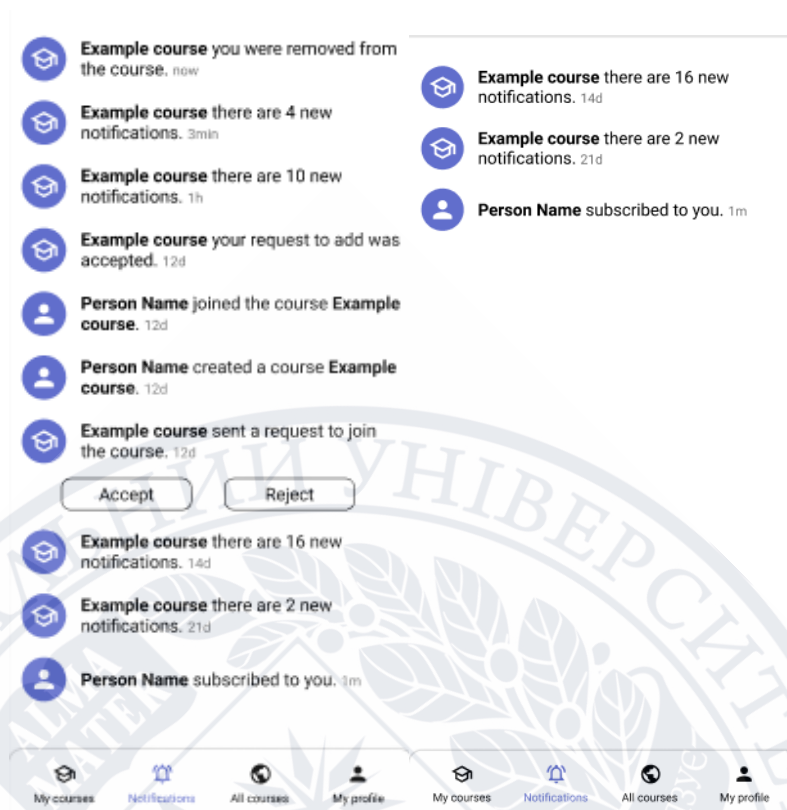 Example course you were removed from
the course. now
Example course there are 4 new
notifications. 3min
Example course there are 10 new
notifications. 1h
Example course your request to add was
accepted. 12d
Person Name joined the course Example
course. 12d
Person Name created a course Example
course. 12d
Example course sent a request to join
the course. 12d
Accept Reject
Example course there are 16 new
notifications. 14d
Example course there are 2 new
notifications. 21d
Person Name subscribed to you. 1m
My courses Notifications All courses My profile
Example course there are 16 new
notifications. 14d
Example course there are 2 new
notifications. 21d
Person Name subscribed to you. 1m
My courses Notifications All courses My profile
ALMA
MATER